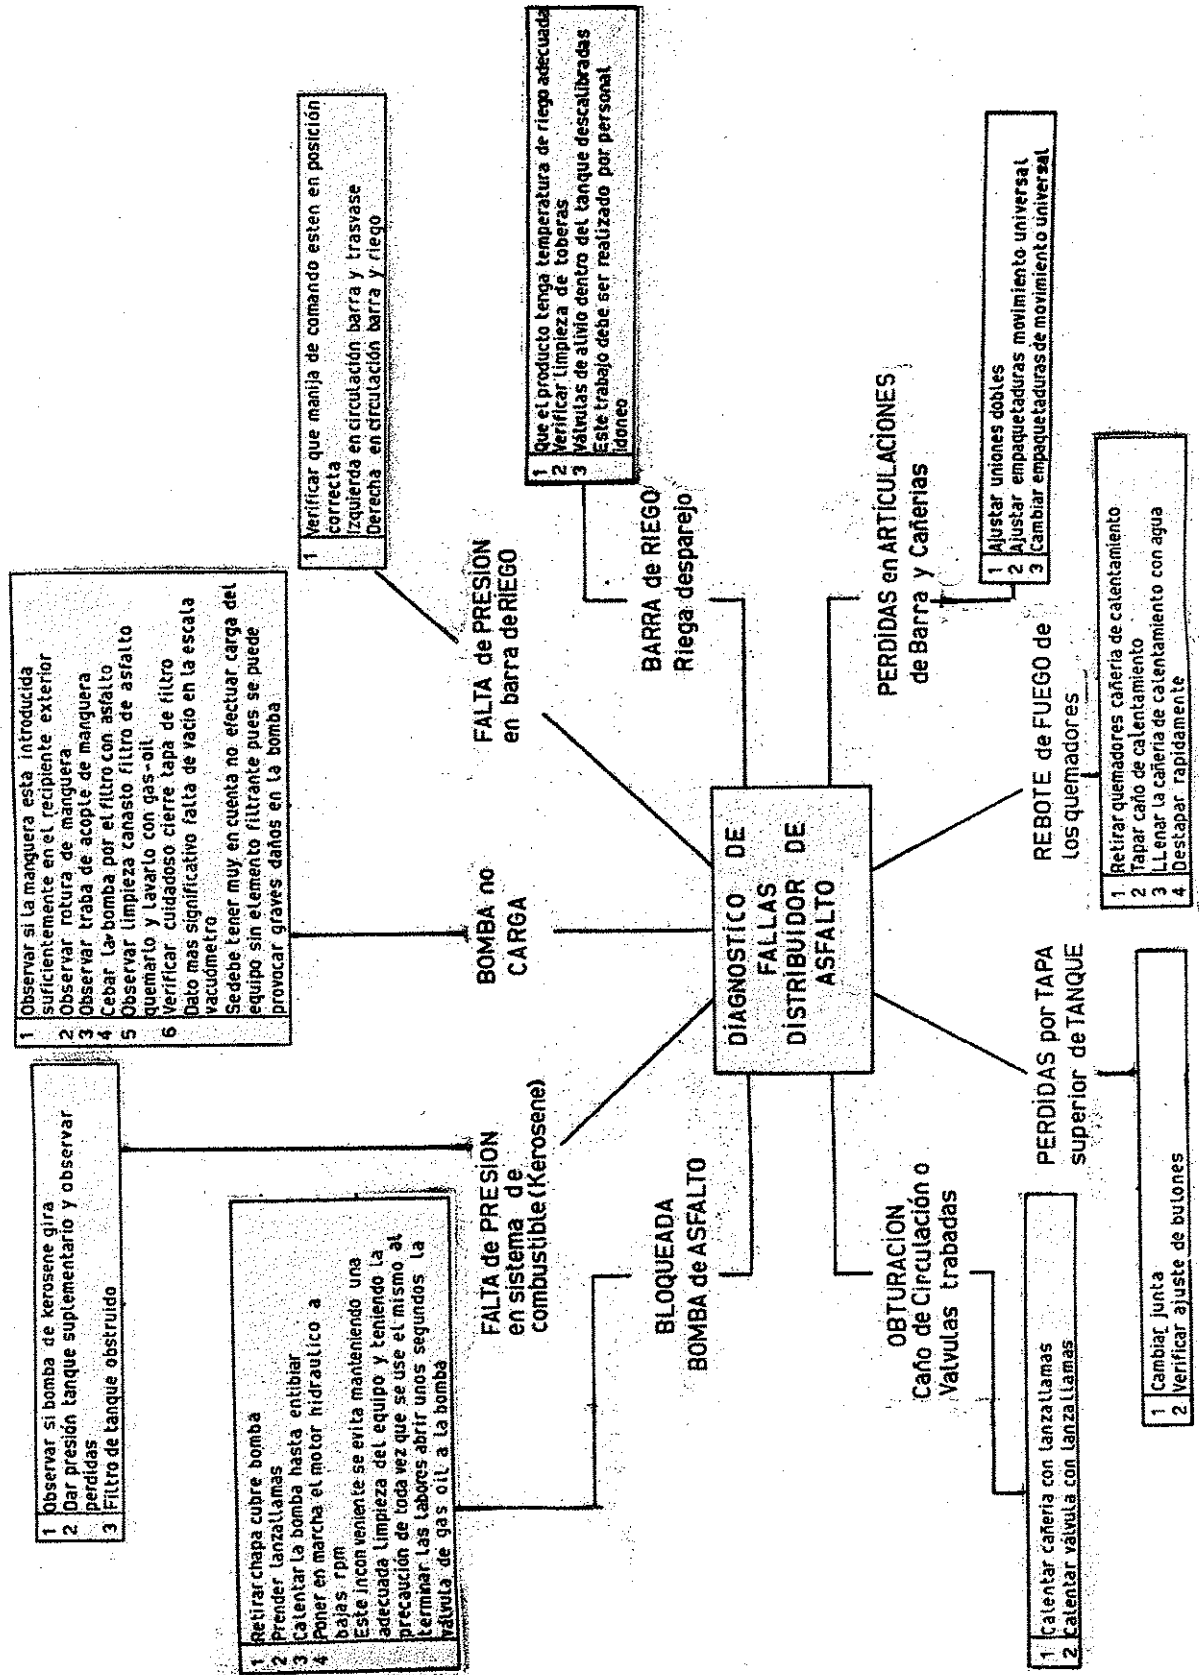 1 Observar si bomba de kerosene gira
2 Dar presión tanque suplementario y observar
perdidas
3 Filtro de tanque obstruido
1 Observar si la manguera esta introducida
suficientemente en el recipiente exterior
2 Observar rotura de manguera
3 Observar traba de acople de manguera
4 Cebar la bomba por el filtro con asfalto
5 Observar limpieza canasto filtro de asfalto
quemarlo y lavarlo con gas-oil
6 Verificar cuidadoso cierre tapa de filtro
Dato mas significativo falta de vacio en la escala
vacuómetro
Sedebe tener muy en cuenta no efectuar carga del
equipo sin elemento filtrante pues se puede
provocar graves daños en la bomba
1 Verificar que manija de comando esten en posición
correcta
Izquierda en circulación barra y trasvase
Derecha en circulación barra y riego
1 Retirar chapa cubre bomba
2 Prender lanzallamas
3 Calentar la bomba hasta entibiar
4 Poner en marcha el motor hidraulico a
bajas rpm
Este inconveniente se evita manteniendo una
adecuada limpieza del equipo y teniendo la
precaución de toda vez que se use el mismo al
terminar las labores abrir unos segundos la
válvula de gas oil a la bomba
FALTA de PRESION
en sistema de
combustible (Kerosene)
BOMBA no
CARGA
FALTA de PRESION
en barra de RIEGO
1 Que el producto tenga temperatura de riego adecuada
2 Verificar limpieza de toberas
3 Válvulas de alivio dentro del tanque descalibradas
Este trabajo debe ser realizado por personal
idoneo
BLOQUEADA
BOMBA de ASFALTO
BARRA de RIEGO
Riega desparejo
DIAGNOSTICO DE
FALLAS
DISTRIBUIDOR DE
ASFALTO
OBTURACION
Caño de Circulación o
Valvulas trabadas
PERDIDAS en ARTICULACIONES
de Barra y Cañerias
1 Ajustar uniones dobles
2 Ajustar empaquetaduras movimiento universal
3 Cambiar empaquetaduras de movimiento universal
PERDIDAS por TAPA
superior de TANQUE
REBOTE de FUEGO de
los quemadores
1 Calentar cañeria con lanzallamas
2 Calentar válvula con lanzallamas
1 Cambiar junta
2 Verificar ajuste de bulones
1 Retirar quemadores cañeria de calentamiento
2 Tapar caño de calentamiento
3 LLenar la cañeria de calentamiento con agua
4 Destapar rapidamente